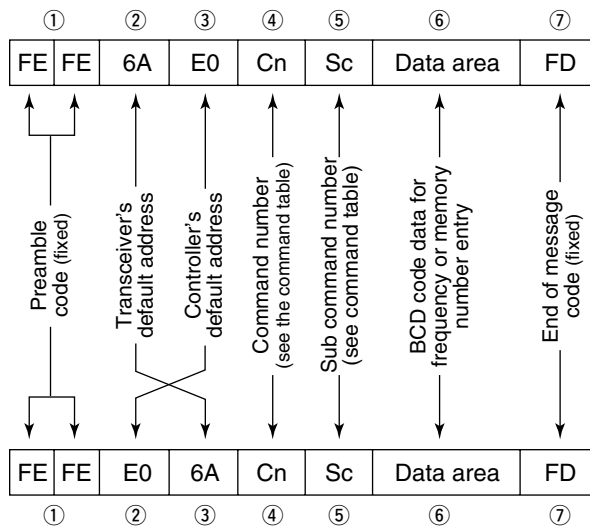 ① ② ③ ④ ⑤ ⑥ ⑦
FE FE 6A E0 Cn Sc Data area FD
Preamble
code (fixed)
Transceiver's
default address
Controller's
default address
Command number
(see the command table)
Sub command number
(see command table)
BCD code data for
frequency or memory
number entry
End of message
code (fixed)
FE FE E0 6A Cn Sc Data area FD
① ② ③ ④ ⑤ ⑥ ⑦